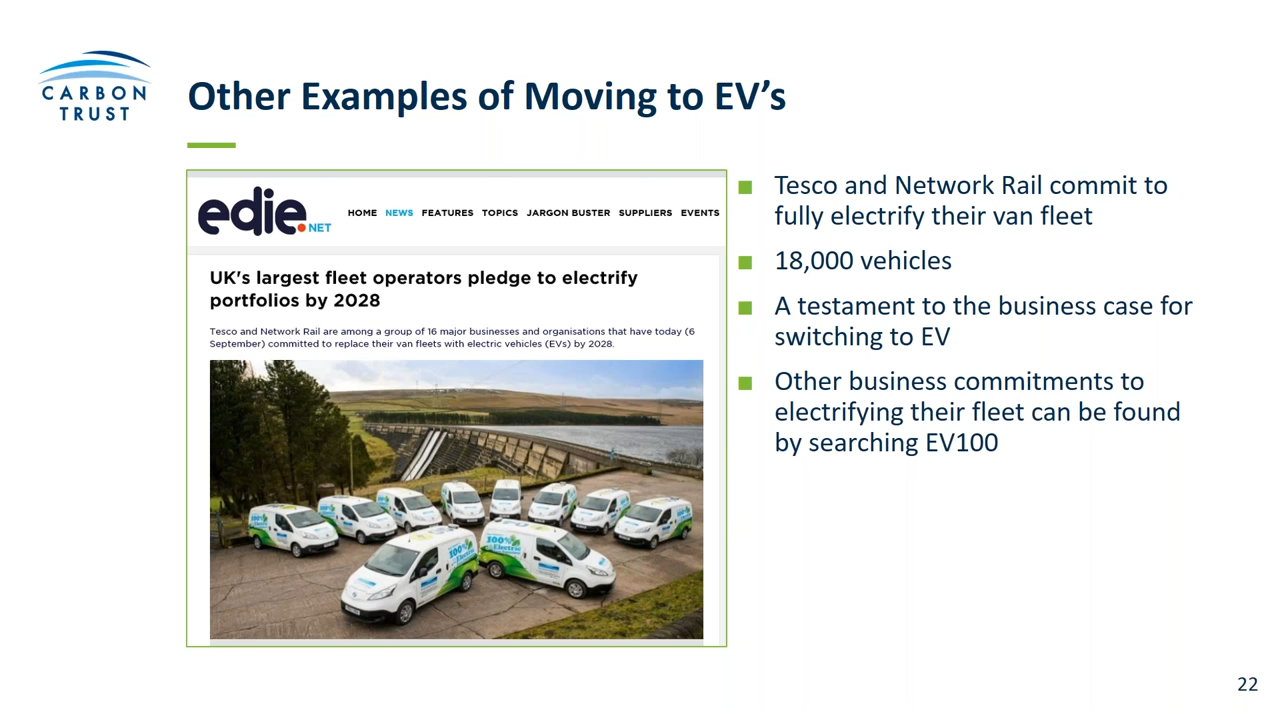 CARBON
TRUST
Other Examples of Moving to EV’s
edie.NET
HOME NEWS FEATURES TOPICS JARGON BUSTER SUPPLIERS EVENTS
UK's largest fleet operators pledge to electrify
portfolios by 2028
Tesco and Network Rail are among a group of 16 major businesses and organisations that have today (6
September) committed to replace their van fleets with electric vehicles (EVs) by 2028.
100%
Electric
100%
Electric
Tesco and Network Rail commit to
fully electrify their van fleet
18,000 vehicles
A testament to the business case for
switching to EV
Other business commitments to
electrifying their fleet can be found
by searching EV100
22